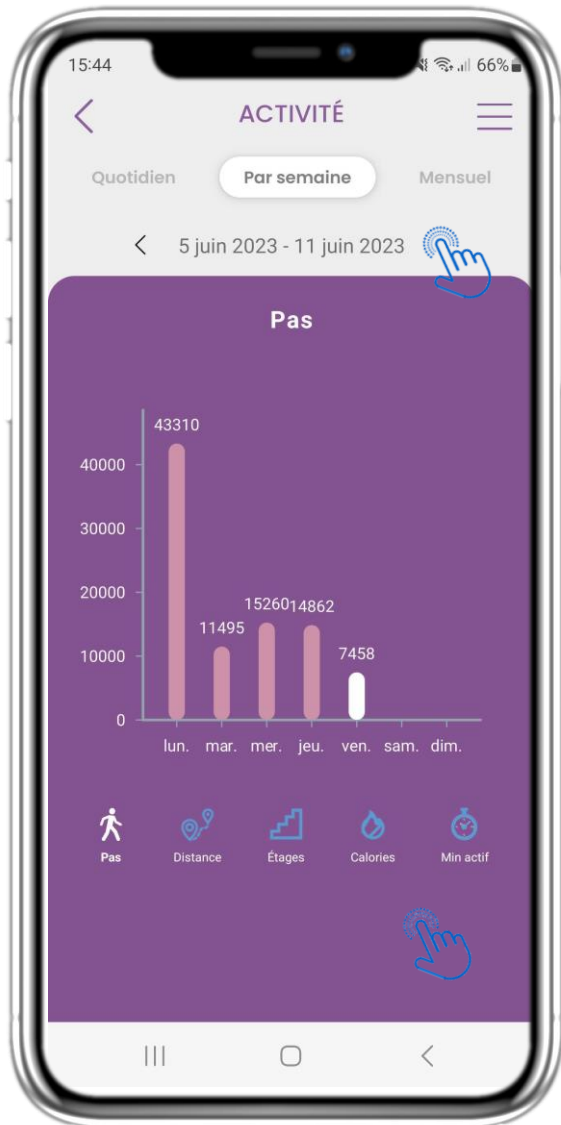 15:44 66%
ACTIVITÉ
Quotidien Par semaine Mensuel
5 juin 2023 - 11 juin 2023
Pas
43310
40000
30000
20000
15260 14862
11495
10000
7458
0
lun. mar. mer. jeu. ven. sam. dim.
Pas Distance Étages Calories Min actif